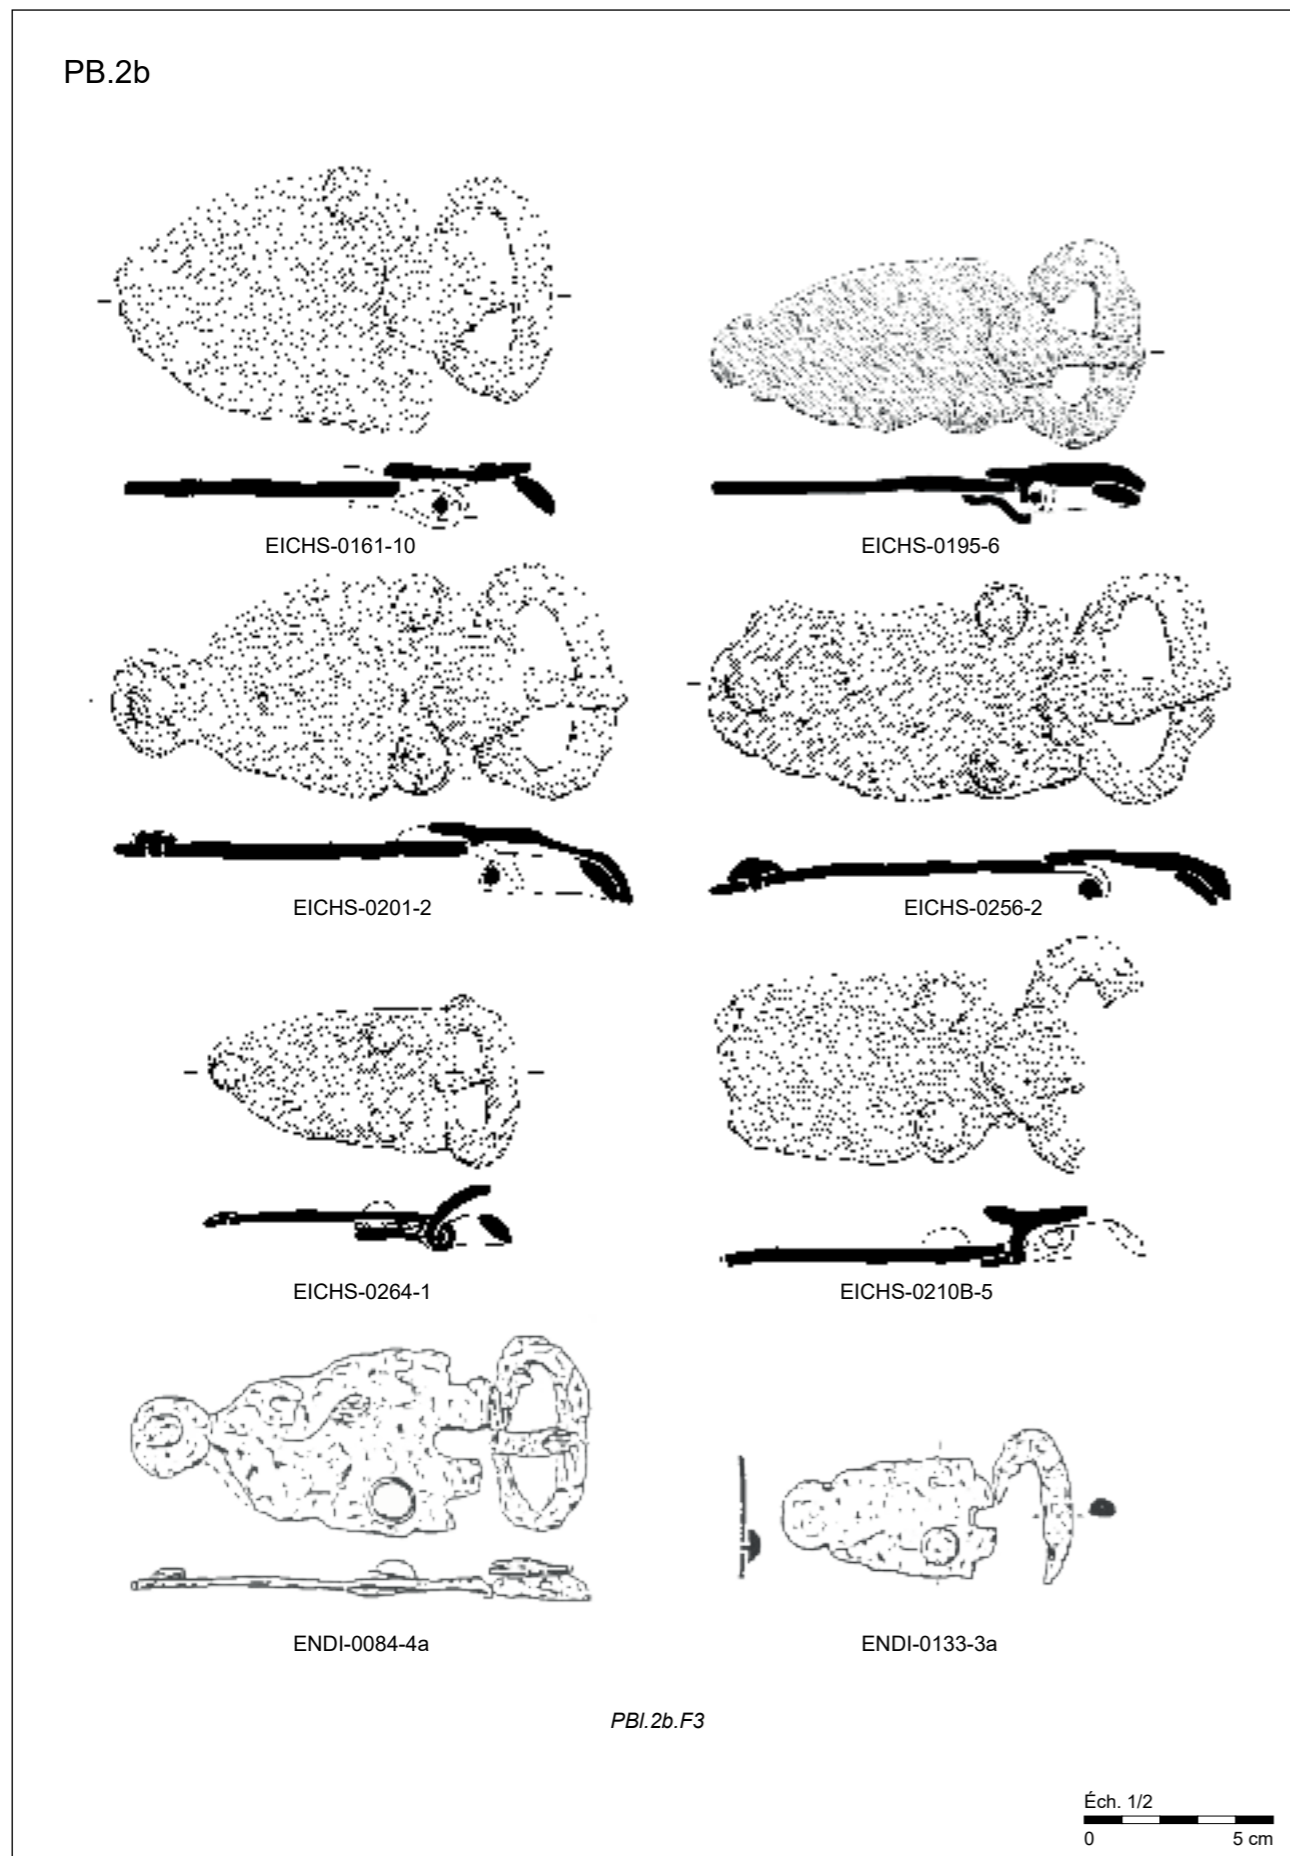 PB.2b
EICHS-0161-10
EICHS-0195-6
EICHS-0201-2
EICHS-0256-2
EICHS-0264-1
EICHS-0210B-5
ENDI-0084-4a
ENDI-0133-3a
PBI.2b.F3
Éch. 1/2
0 5 cm